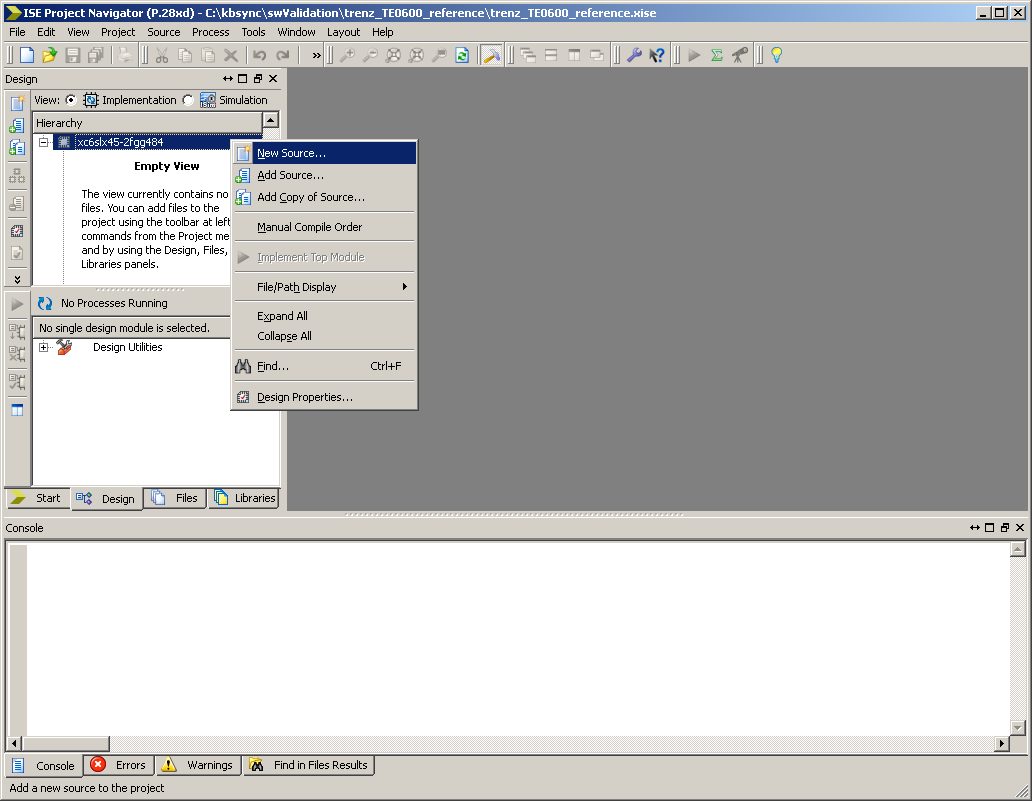 ISE Project Navigator (P.28xd) - C:\kbsync\swValidation\trenz_TE0600_reference\trenz_TE0600_reference.xise
File Edit View Project Source Process Tools Window Layout Help
Design
View: Implementation Simulation
Hierarchy
xc6slx45-2fgg484
Empty View
The view currently contains no
files. You can add files to the
project using the toolbar at left
commands from the Project me
and by using the Design, Files,
Libraries panels.
New Source...
Add Source...
Add Copy of Source...
Manual Compile Order
Implement Top Module
File/Path Display
Expand All
Collapse All
Find... Ctrl+F
Design Properties...
No Processes Running
No single design module is selected.
Design Utilities
Start Design Files Libraries
Console
Console Errors Warnings Find in Files Results
Add a new source to the project